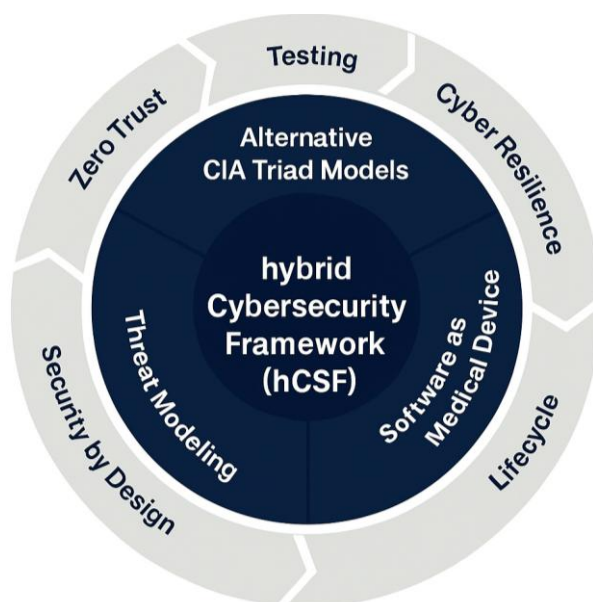 Testing
Cyber Resilience
Lifecycle
Security by Design
Zero Trust
Alternative
CIA Triad Models
Software as
Medical Device
Threat Modeling
hybrid
Cybersecurity
Framework
(hCSF)